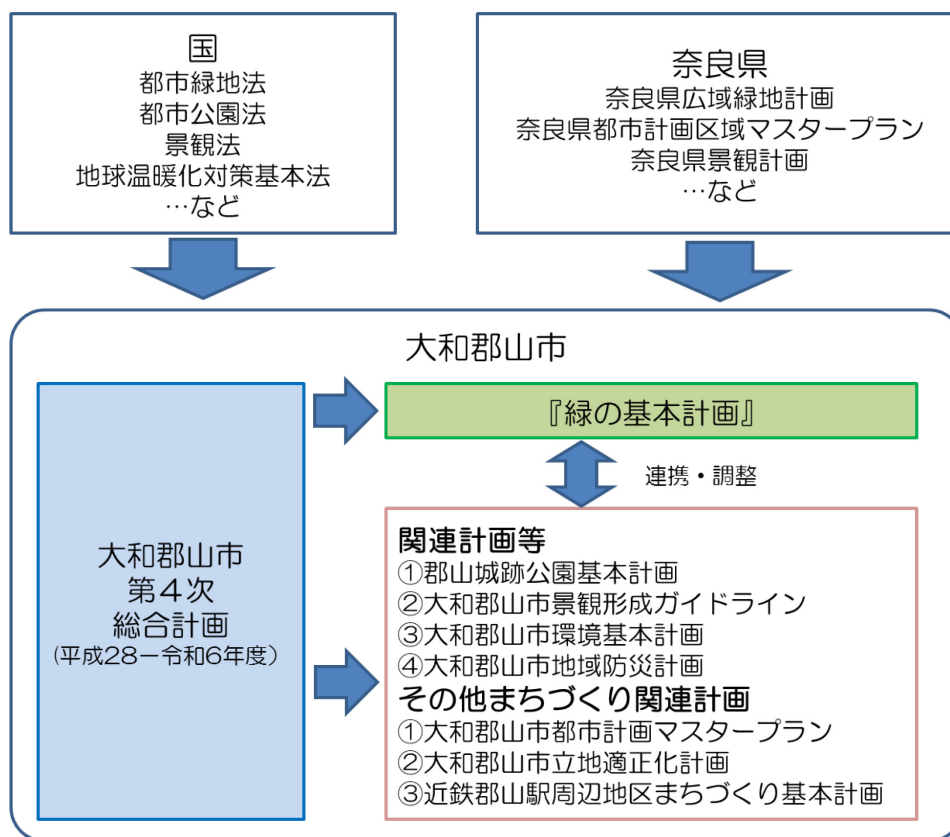 国
都市緑地法
都市公園法
景観法
地球温暖化対策基本法
…など
奈良県
奈良県広域緑地計画
奈良県都市計画区域マスタープラン
奈良県景観計画
…など
大和郡山市
大和郡山市
第4次
総合計画
(平成28－令和6年度)
『緑の基本計画』
連携・調整
関連計画等
①郡山城跡公園基本計画
②大和郡山市景観形成ガイドライン
③大和郡山市環境基本計画
④大和郡山市地域防災計画
その他まちづくり関連計画
①大和郡山市都市計画マスタープラン
②大和郡山市立地適正化計画
③近鉄郡山駅周辺地区まちづくり基本計画